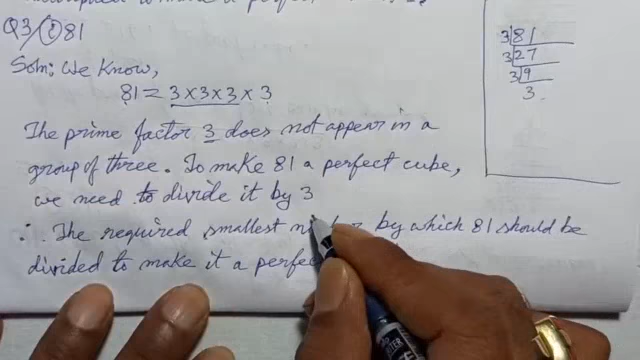 Q3/(i) 81
Soln: We know,
81 = 3×3×3 × 3
The prime factor 3 does not appear in a
group of three. To make 81 a perfect cube,
we need to divide it by 3
∴ The required smallest by which 81 should be
divided to make it a perfec
3 81
3 27
3 9
3